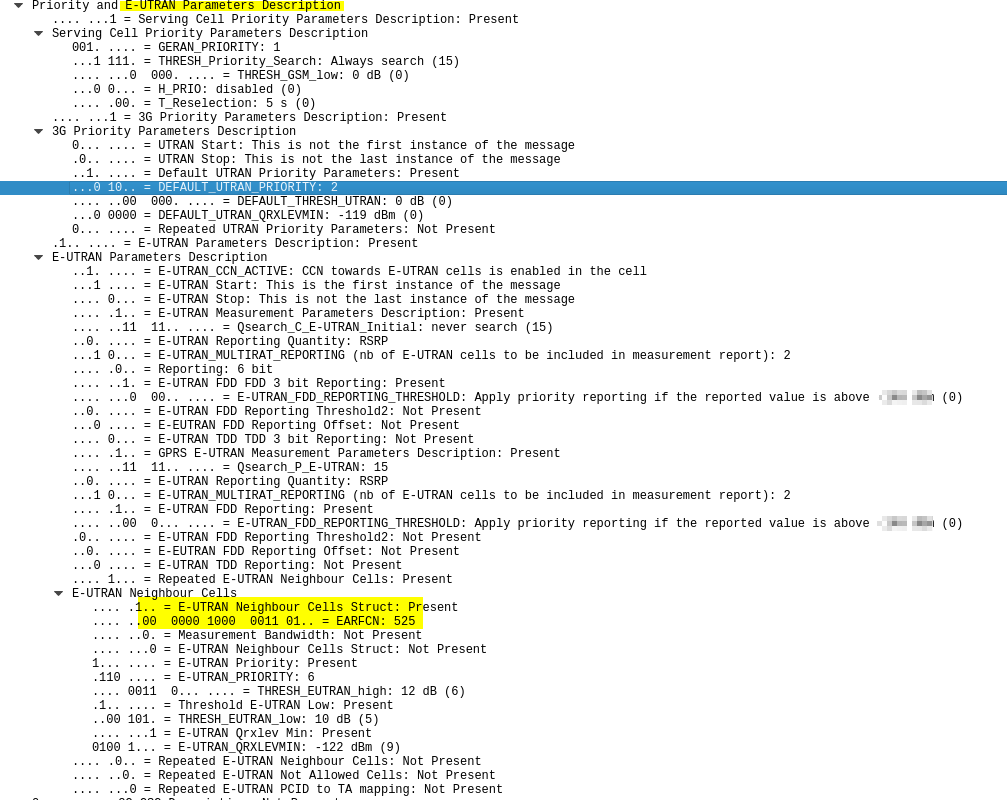 Priority and E-UTRAN Parameters Description
.... ...1 = Serving Cell Priority Parameters Description: Present
Serving Cell Priority Parameters Description
001. .... = GERAN_PRIORITY: 1
...1 111. = THRESH_Priority_Search: Always search (15)
.... ...0  000. .... = THRESH_GSM_low: 0 dB (0)
...0 0... = H_PRIO: disabled (0)
.... .00. = T_Reselection: 5 s (0)
.... ...1 = 3G Priority Parameters Description: Present
3G Priority Parameters Description
0... .... = UTRAN Start: This is not the first instance of the message
.0.. .... = UTRAN Stop: This is not the last instance of the message
..1. .... = Default UTRAN Priority Parameters: Present
...0 10.. = DEFAULT_UTRAN_PRIORITY: 2
.... ..00  000. .... = DEFAULT_THRESH_UTRAN: 0 dB (0)
...0 0000 = DEFAULT_UTRAN_QRXLEVMIN: -119 dBm (0)
0... .... = Repeated UTRAN Priority Parameters: Not Present
.1.. .... = E-UTRAN Parameters Description: Present
E-UTRAN Parameters Description
..1. .... = E-UTRAN_CCN_ACTIVE: CCN towards E-UTRAN cells is enabled in the cell
...1 .... = E-UTRAN Start: This is the first instance of the message
.... 0... = E-UTRAN Stop: This is not the last instance of the message
.... .1.. = E-UTRAN Measurement Parameters Description: Present
.... ..11  11.. .... = Qsearch_C_E-UTRAN_Initial: never search (15)
..0. .... = E-UTRAN Reporting Quantity: RSRP
...1 0... = E-UTRAN_MULTIRAT_REPORTING (nb of E-UTRAN cells to be included in measurement report): 2
.... .0.. = Reporting: 6 bit
.... ..1. = E-UTRAN FDD FDD 3 bit Reporting: Present
.... ...0  00.. .... = E-UTRAN_FDD_REPORTING_THRESHOLD: Apply priority reporting if the reported value is above (0)
..0. .... = E-UTRAN FDD Reporting Threshold2: Not Present
...0 .... = E-EUTRAN FDD Reporting Offset: Not Present
.... 0... = E-UTRAN TDD TDD 3 bit Reporting: Not Present
.... .1.. = GPRS E-UTRAN Measurement Parameters Description: Present
.... ..11  11.. .... = Qsearch_P_E-UTRAN: 15
..0. .... = E-UTRAN Reporting Quantity: RSRP
...1 0... = E-UTRAN_MULTIRAT_REPORTING (nb of E-UTRAN cells to be included in measurement report): 2
.... .1.. = E-UTRAN FDD Reporting: Present
.... ..00  0... .... = E-UTRAN_FDD_REPORTING_THRESHOLD: Apply priority reporting if the reported value is above (0)
.0.. .... = E-UTRAN FDD Reporting Threshold2: Not Present
..0. .... = E-EUTRAN FDD Reporting Offset: Not Present
...0 .... = E-UTRAN TDD Reporting: Not Present
.... 1... = Repeated E-UTRAN Neighbour Cells: Present
E-UTRAN Neighbour Cells
.... .1.. = E-UTRAN Neighbour Cells Struct: Present
.... ..00  0000 1000  0011 01.. = EARFCN: 525
.... ..0. = Measurement Bandwidth: Not Present
.... ...0 = E-UTRAN Neighbour Cells Struct: Not Present
1... .... = E-UTRAN Priority: Present
.110 .... = E-UTRAN_PRIORITY: 6
.... 0011  0... .... = THRESH_EUTRAN_high: 12 dB (6)
.1.. .... = Threshold E-UTRAN Low: Present
..00 101. = THRESH_EUTRAN_low: 10 dB (5)
.... ...1 = E-UTRAN Qrxlev Min: Present
0100 1... = E-UTRAN_QRXLEVMIN: -122 dBm (9)
.... .0.. = Repeated E-UTRAN Neighbour Cells: Not Present
.... ..0. = Repeated E-UTRAN Not Allowed Cells: Not Present
.... ...0 = Repeated E-UTRAN PCID to TA mapping: Not Present